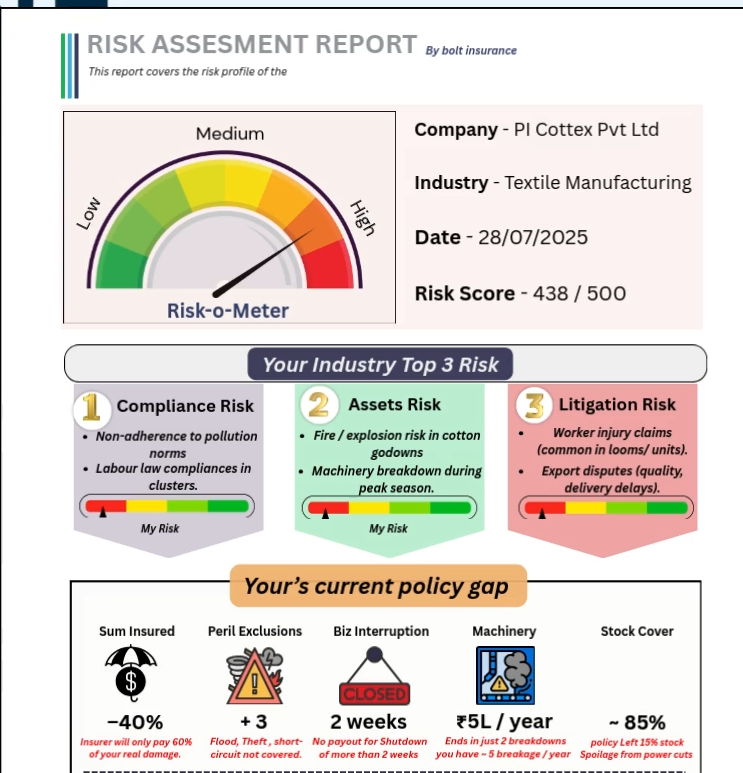 RISK ASSESMENT REPORT By bolt insurance
This report covers the risk profile of the
Medium
Low
High
Risk-o-Meter
Company - PI Cottex Pvt Ltd
Industry - Textile Manufacturing
Date - 28/07/2025
Risk Score - 438 / 500
Your Industry Top 3 Risk
1 Compliance Risk
• Non-adherence to pollution
norms
• Labour law compliances in
clusters.
My Risk
2 Assets Risk
• Fire / explosion risk in cotton
godowns
• Machinery breakdown during
peak season.
My Risk
3 Litigation Risk
• Worker injury claims
(common in looms/ units).
• Export disputes (quality,
delivery delays).
Your's current policy gap
Sum Insured
$
–40%
Insurer will only pay 60%
of your real damage.
Peril Exclusions
+ 3
Flood, Theft , short-
circuit not covered.
Biz Interruption
CLOSED
2 weeks
No payout for Shutdown
of more than 2 weeks
Machinery
₹5L / year
Ends in just 2 breakdowns
you have ~ 5 breakage / year
Stock Cover
~ 85%
policy Left 15% stock
Spoilage from power cuts